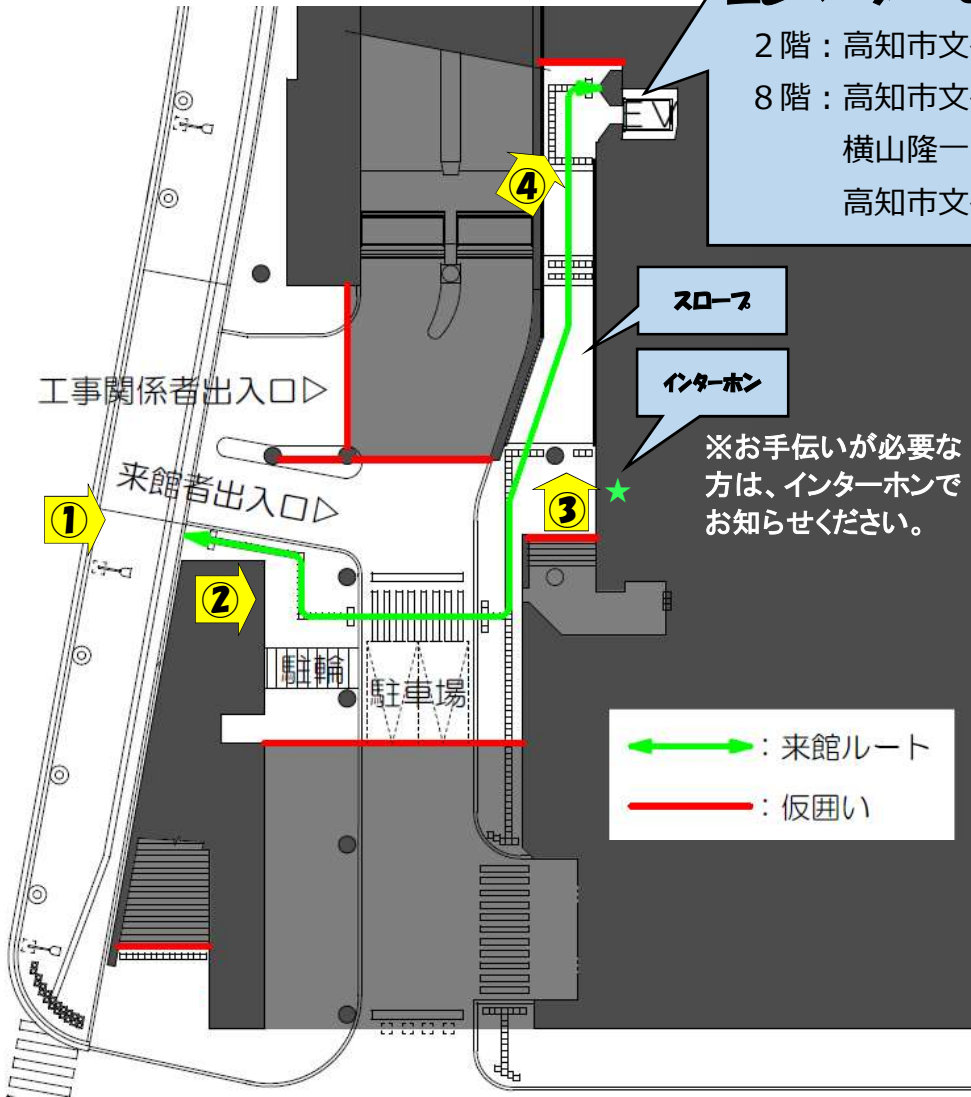 2階：高知市文
8階：高知市文
横山隆一
高知市文
④
スロープ
インターホン
工事関係者出入口▷
※お手伝いが必要な
方は、インターホンで
お知らせください。
来館者出入口▷
①
③
②
駐輪
駐車場
：来館ルート
：仮囲い